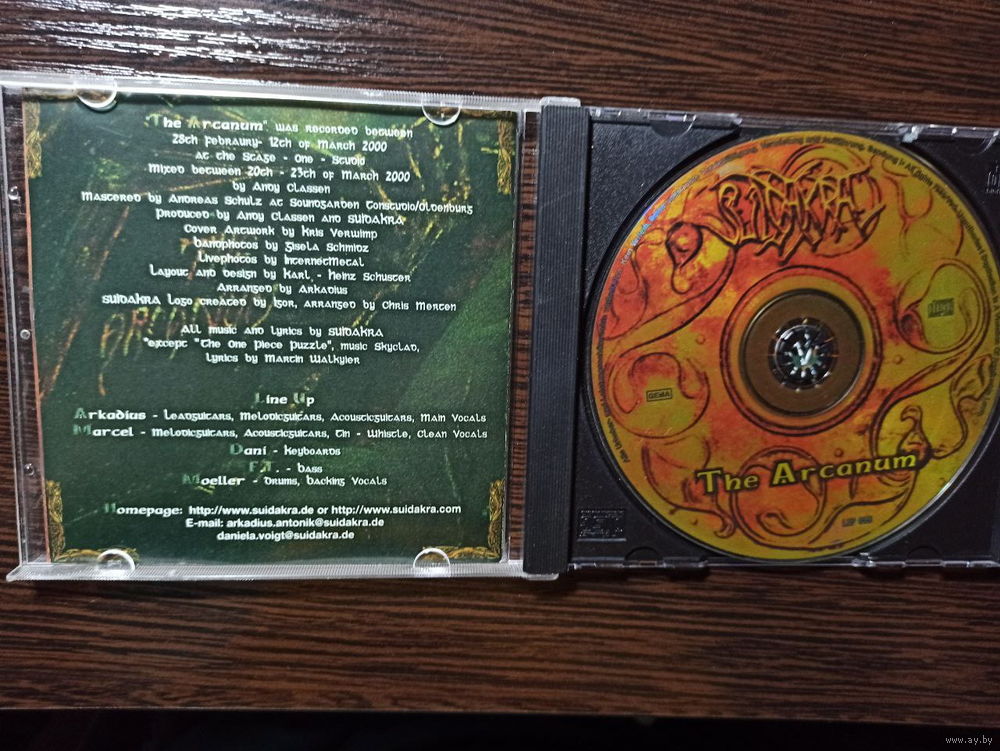 "The Arcanum" was recorded between
28th Febraury- 12th of March 2000
at the Stage - One - Studio
Mixed between 20th - 23th of March 2000
by Andy Classen
Mastered by Andreas Schulz at Soundgarden Tonstudio/Oldenburg
Produced by Andy Classen and SUIDAKRA
Cover Artwork by Kris Verwimp
Bandphotos by Gisela Schmidz
Livephotos by InternetMetal
Layout and Design by Karl - Heinz Schuster
Arranged by Arkadius
SUIDAKRA Logo created by Igor, arranged by Chris Merten
All music and lyrics by SUIDAKRA
*except "The One Piece Puzzle", music Skyclad,
lyrics by Martin Walkyier
Line Up
Arkadius - Leadguitars, Melodicguitars, Acousticguitars, Main Vocals
Marcel - Melodicguitars, Acousticguitars, Tin - Whistle, Clean Vocals
Dani - Keyboards
F.T. - Bass
Moeller - Drums, Backing Vocals
Homepage: http://www.suidakra.de or http://www.suidakra.com
E-mail: arkadius.antonik@suidakra.de
daniela.voigt@suidakra.de
SUIDAKRA
GEMA
The Arcanum
www.ay.by